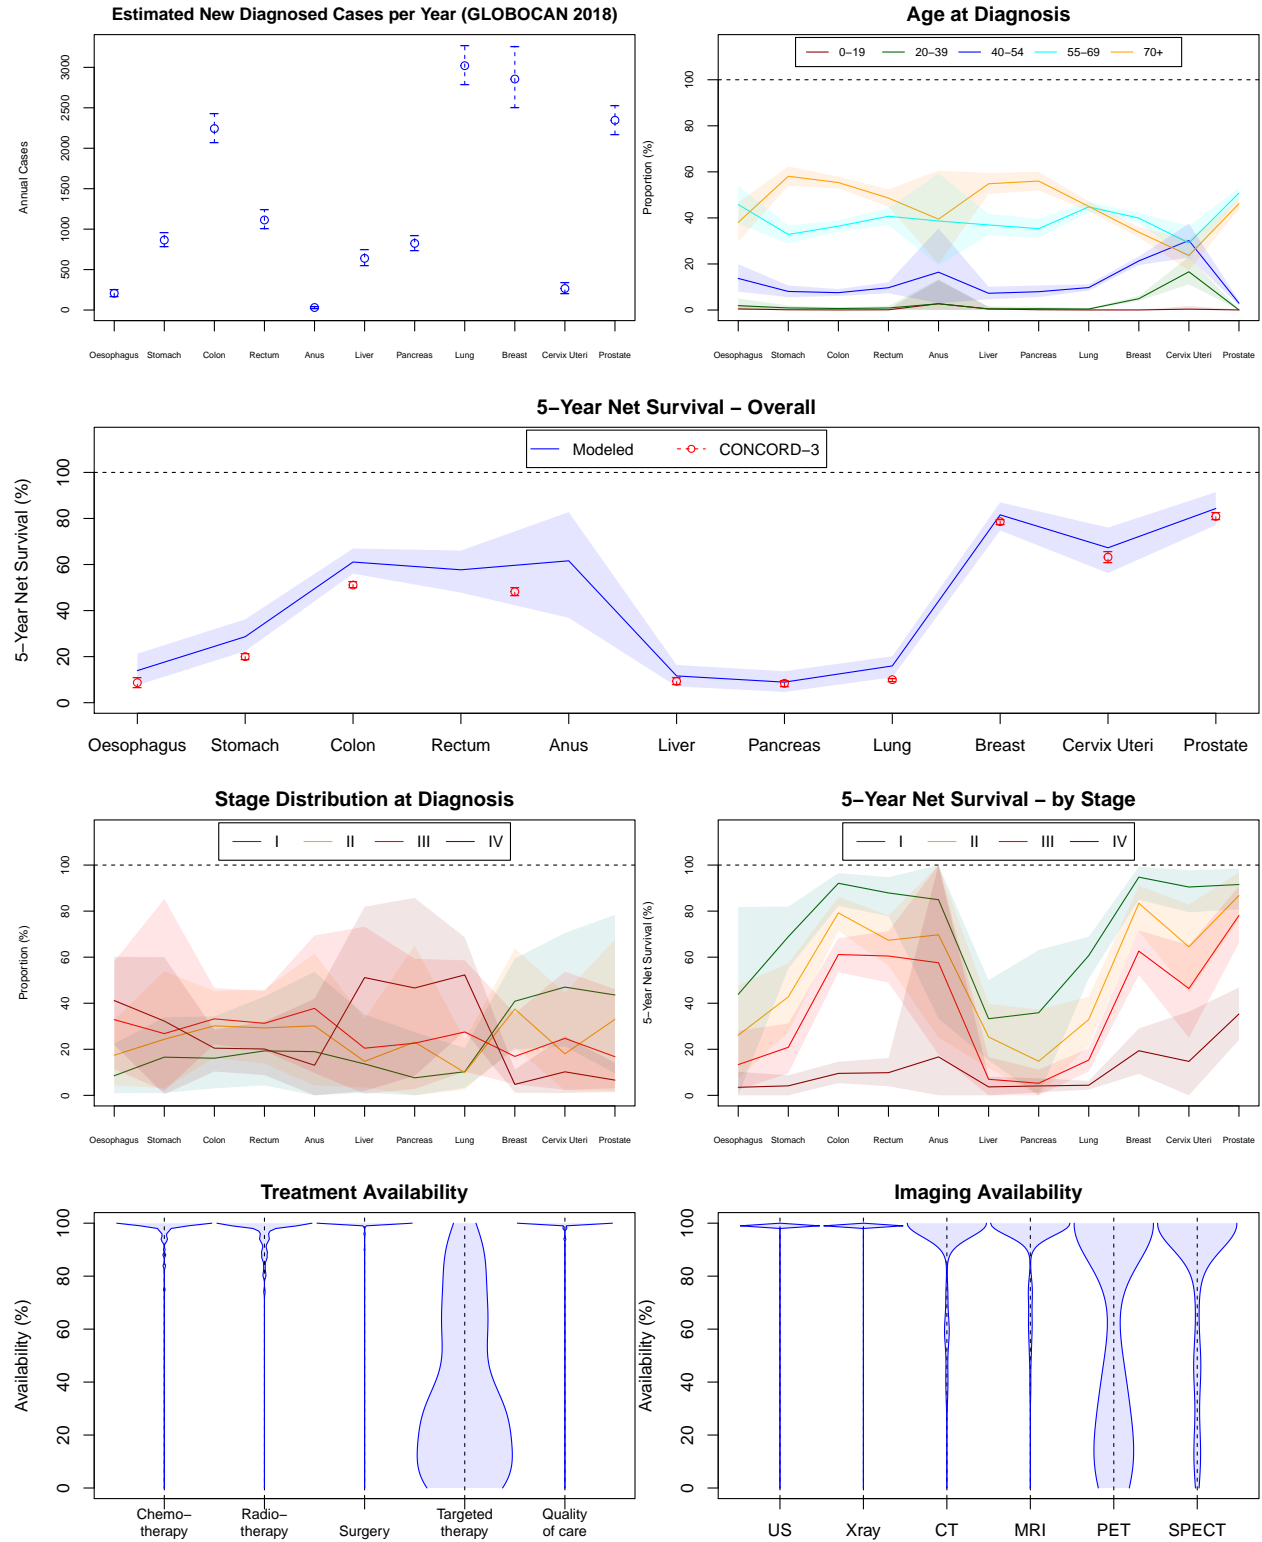 Estimated New Diagnosed Cases per Year (GLOBOCAN 2018)
Annual Cases
0
500
1000
1500
2000
2500
3000
Oesophagus Stomach Colon Rectum Anus Liver Pancreas Lung Breast Cervix Uteri Prostate
Age at Diagnosis
0−19 20−39 40−54 55−69 70+
Proportion (%)
0
20
40
60
80
100
Oesophagus Stomach Colon Rectum Anus Liver Pancreas Lung Breast Cervix Uteri Prostate
5−Year Net Survival − Overall
Modeled CONCORD−3
5−Year Net Survival (%)
0
20
40
60
80
100
Oesophagus Stomach Colon Rectum Anus Liver Pancreas Lung Breast Cervix Uteri Prostate
Stage Distribution at Diagnosis
I II III IV
Proportion (%)
0
20
40
60
80
100
Oesophagus Stomach Colon Rectum Anus Liver Pancreas Lung Breast Cervix Uteri Prostate
5−Year Net Survival − by Stage
I II III IV
5−Year Net Survival (%)
0
20
40
60
80
100
Oesophagus Stomach Colon Rectum Anus Liver Pancreas Lung Breast Cervix Uteri Prostate
Treatment Availability
Availability (%)
0
20
40
60
80
100
Chemo−
therapy
Radio−
therapy
Surgery
Targeted
therapy
Quality
of care
Imaging Availability
Availability (%)
0
20
40
60
80
100
US Xray CT MRI PET SPECT